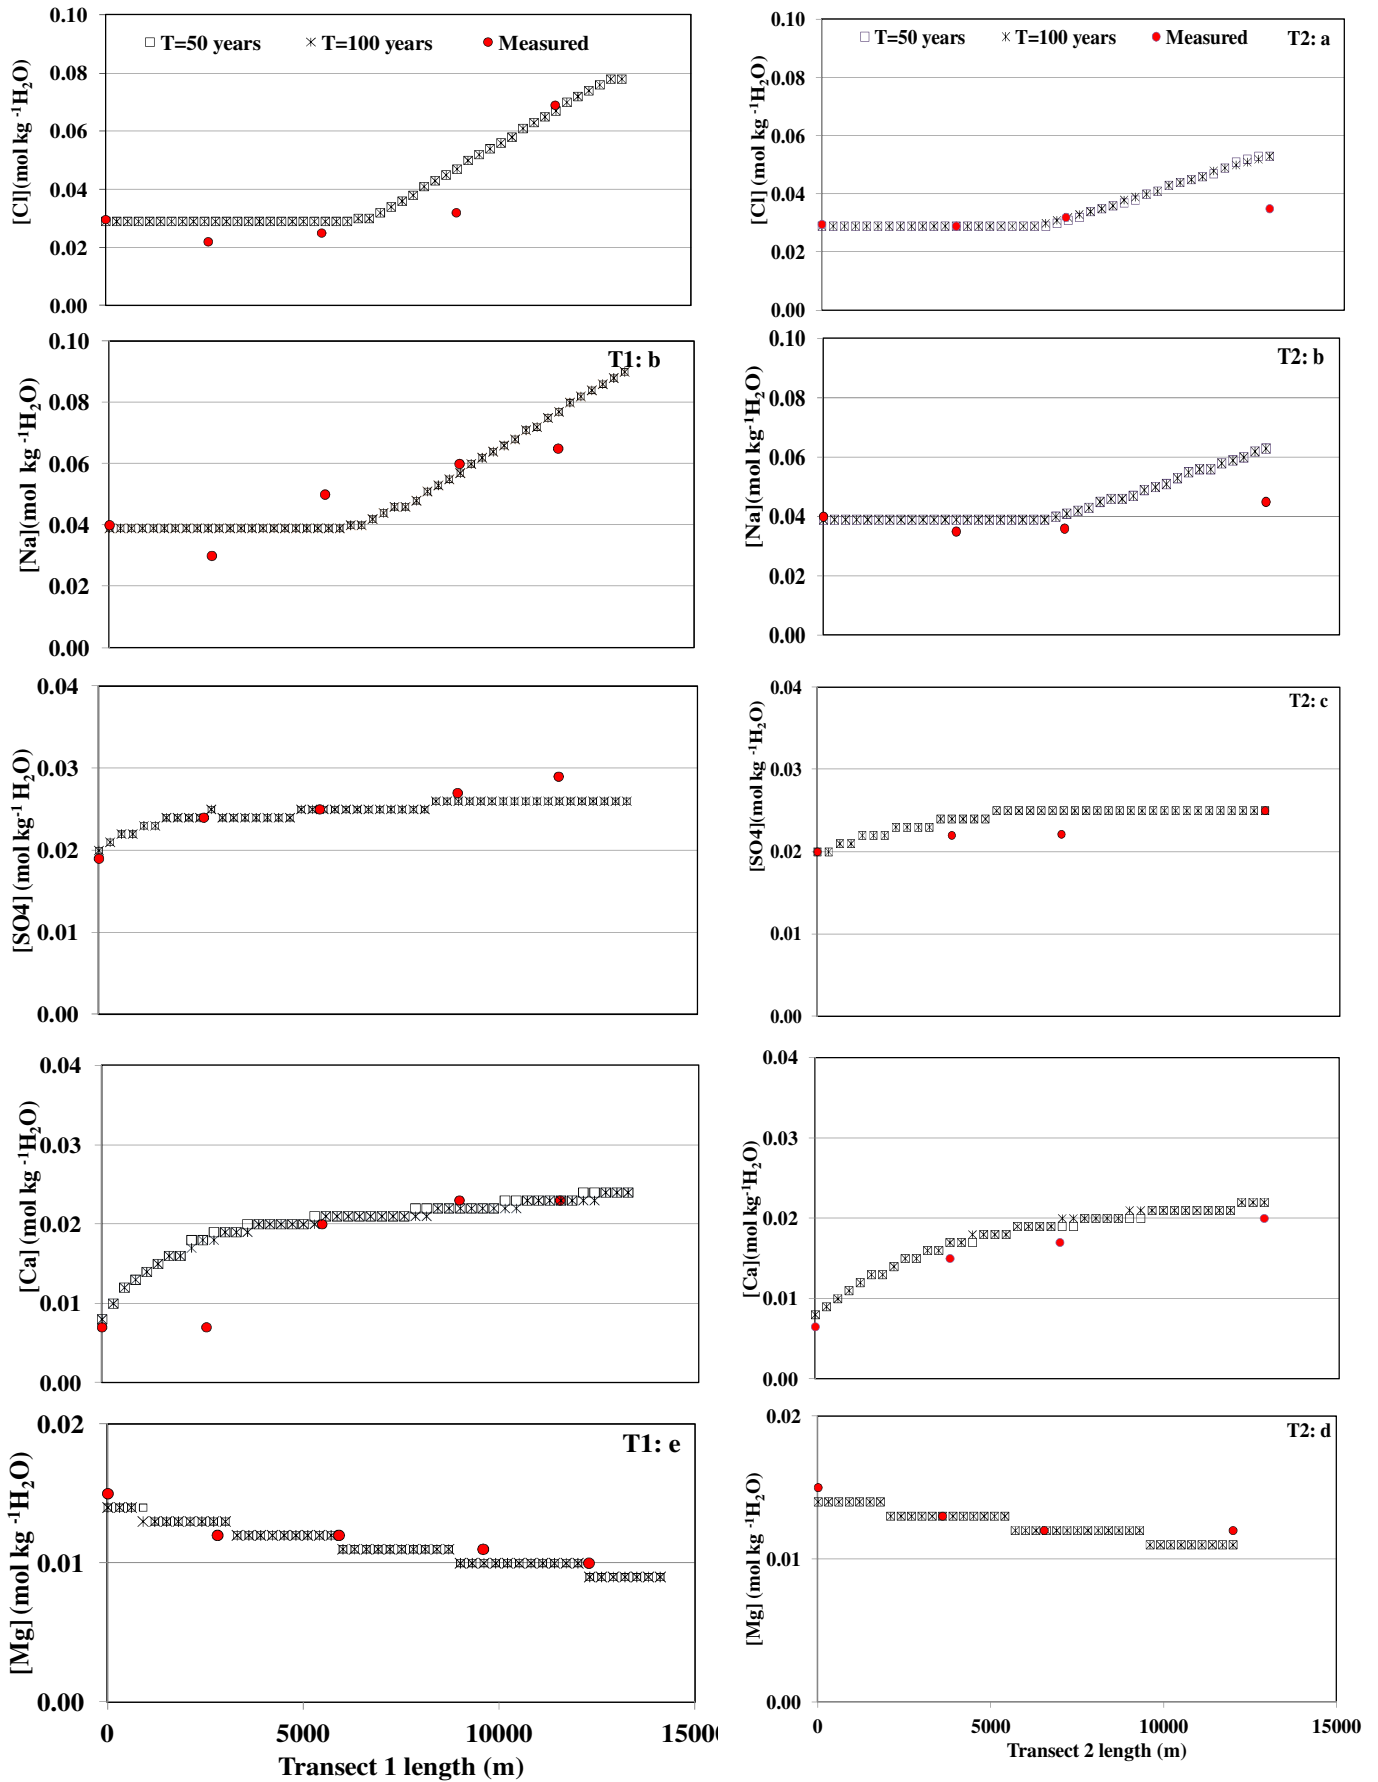 0.10
0.08
0.06
0.04
0.02
0.00
[Cl](mol kg -1H2O)
T=50 years T=100 years Measured
0.10
0.08
0.06
0.04
0.02
0.00
[Cl] (mol kg -1H2O)
T=50 years T=100 years Measured T2: a
0.10
0.08
0.06
0.04
0.02
0.00
[Na](mol kg -1H2O)
T1: b
0.10
0.08
0.06
0.04
0.02
0.00
[Na](mol kg-1H2O)
T2: b
0.04
0.03
0.02
0.01
0.00
[SO4] (mol kg-1 H2O)
0.04
0.03
0.02
0.01
0.00
[SO4](mol kg -1H2O)
T2: c
0.04
0.03
0.02
0.01
0.00
[Ca] (mol kg -1H2O)
0.04
0.03
0.02
0.01
0.00
[Ca](mol kg-1H2O)
0.02
0.01
0.00
[Mg] (mol kg -1H2O)
T1: e
0 5000 10000 15000
Transect 1 length (m)
0.02
0.01
0.00
[Mg] (mol kg -1H2O)
T2: d
0 5000 10000 15000
Transect 2 length (m)